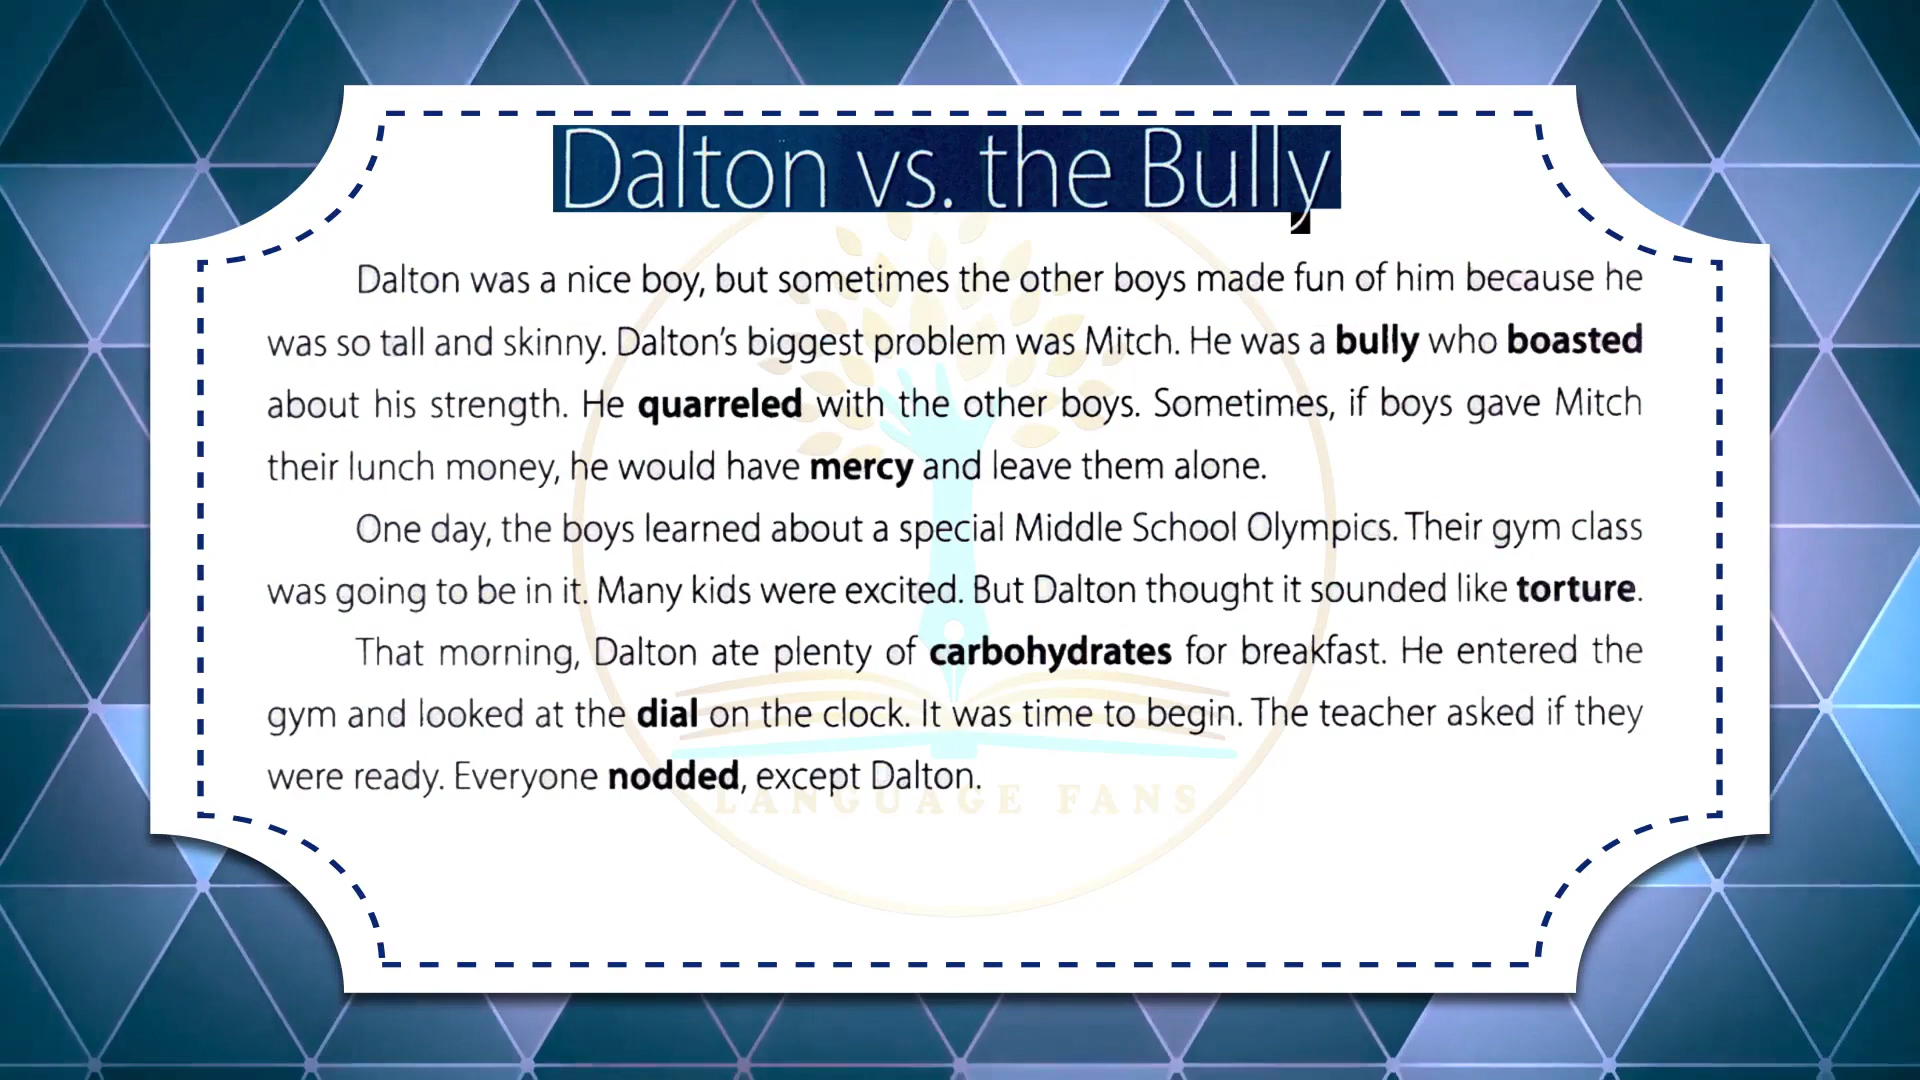 Dalton vs. the Bully
Dalton was a nice boy, but sometimes the other boys made fun of him because he
was so tall and skinny. Dalton's biggest problem was Mitch. He was a bully who boasted
about his strength. He quarreled with the other boys. Sometimes, if boys gave Mitch
their lunch money, he would have mercy and leave them alone.
One day, the boys learned about a special Middle School Olympics. Their gym class
was going to be in it. Many kids were excited. But Dalton thought it sounded like torture.
That morning, Dalton ate plenty of carbohydrates for breakfast. He entered the
gym and looked at the dial on the clock. It was time to begin. The teacher asked if they
were ready. Everyone nodded, except Dalton.
LANGUAGE FANS